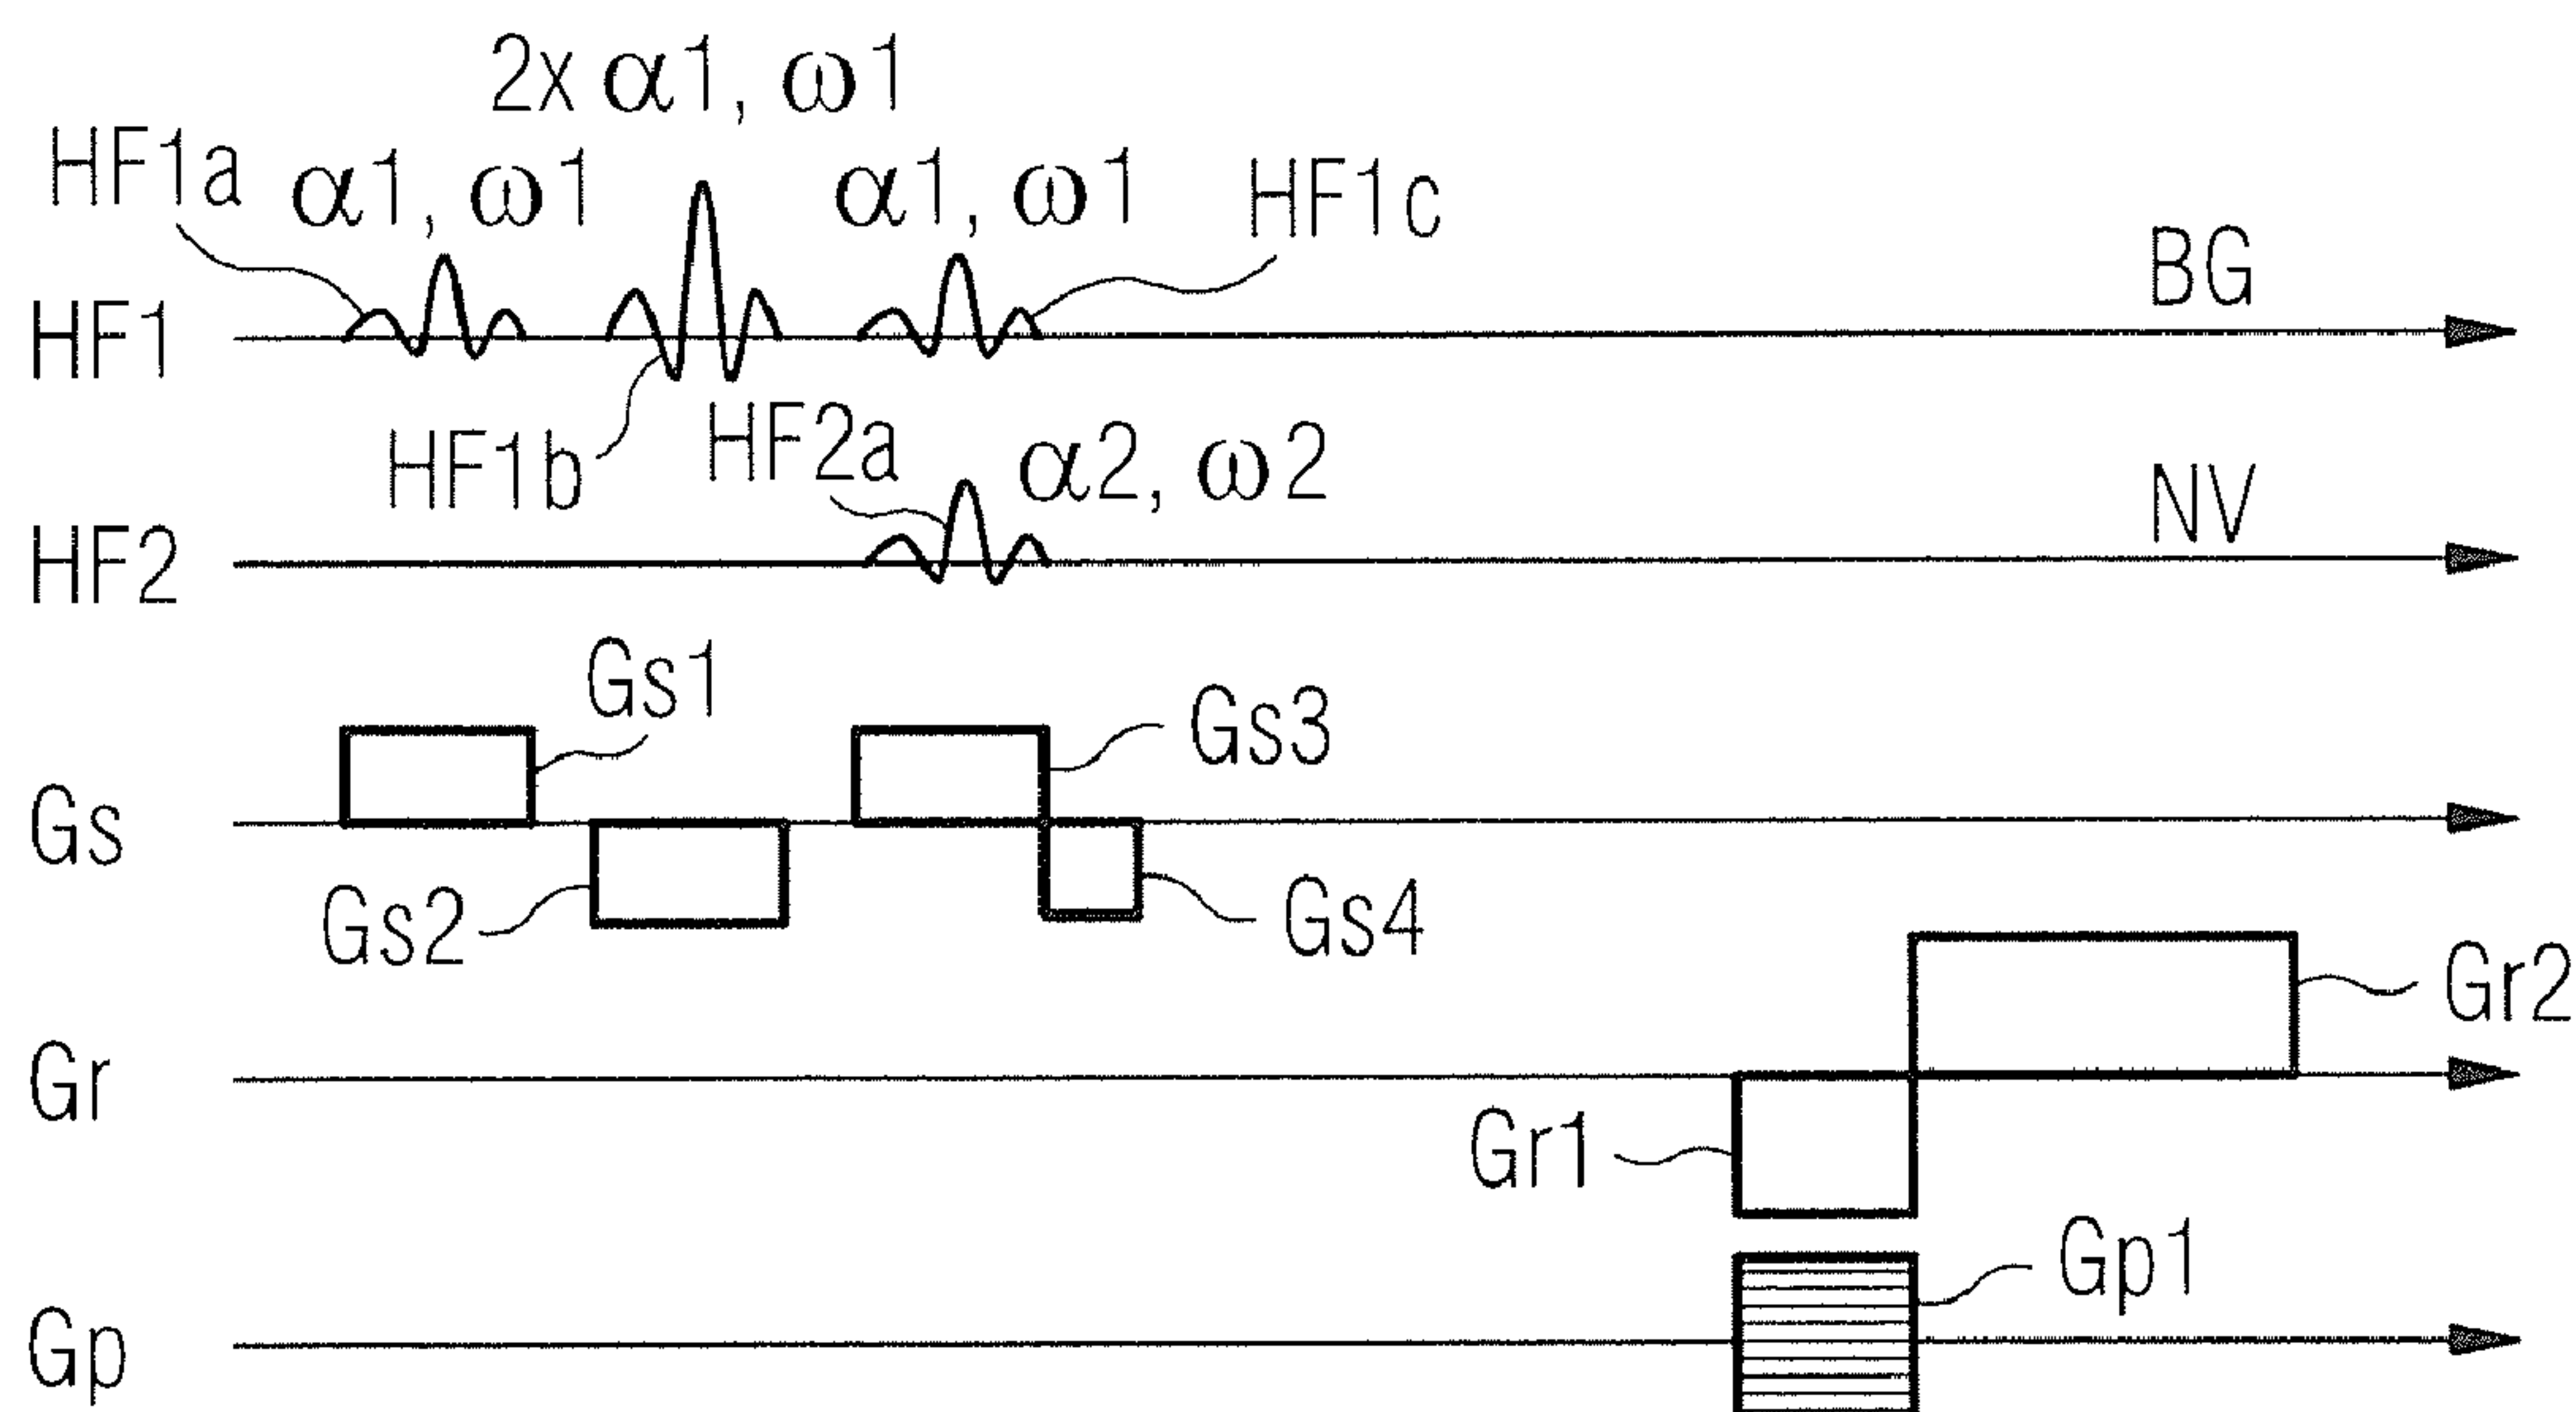 2x α1, ω1
HF1a α1, ω1 α1, ω1 HF1c
BG
HF1
HF1b HF2a α2, ω2 NV
HF2
Gs1
Gs3
Gs
Gs2 Gs4
Gr2
Gr
Gr1
Gp1
Gp